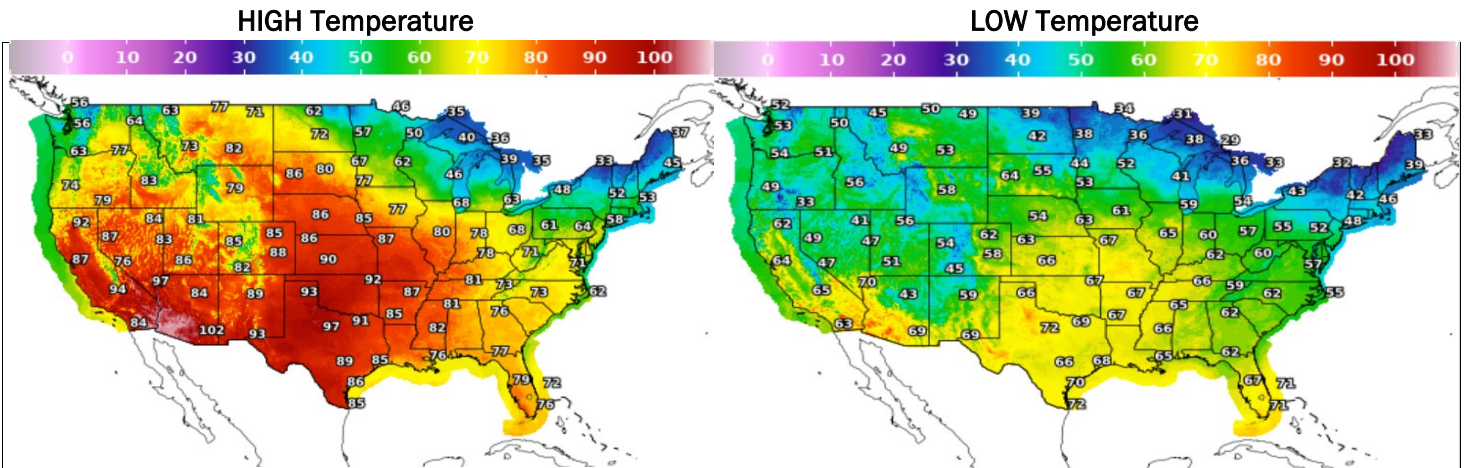 HIGH Temperature
LOW Temperature
0 10 20 30 40 50 60 70 80 90 100
0 10 20 30 40 50 60 70 80 90 100
56 63 77 71 62 46 35
56 64 72 57 50 40 36 37
63 77 73 82 67 62 39 35 33 45
74 83 79 86 80 77 46 48 52 53
79 77 68 63
92 84 81 86 85 80 78 68 61 64 58
87 83 85 85 86 87
87 76 86 82 88 90 78 71 71
94 97 84 89 93 92 87 81 73 73 62
84 102 93 97 91 85 81 76
82
89 85 76 77
86 79 72
85 76
52 45 50 49 39 34 31
53 50 42 38 36 38 29 33
54 51 49 53 44 52 36 33 32 39
49 56 58 64 55 53 41 43 42 46
33 61 59 54
62 41 56 54 63 65 60 57 55 52 48
49 47 54 62 63 67
64 47 51 45 58 66 62 60 57
65 70 43 59 66 67 67 66 59 62 55
63 69 69 72 69 67 65 62
66
66 68 65 62
70 67 71
72 71